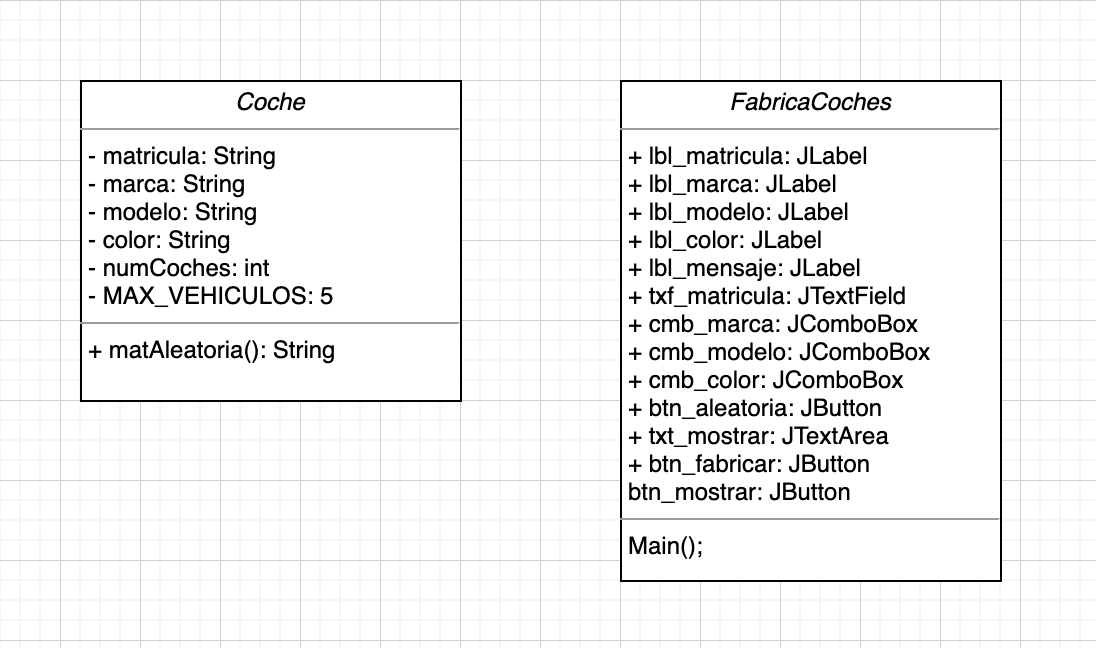 Coche
- matricula: String
- marca: String
- modelo: String
- color: String
- numCoches: int
- MAX_VEHICULOS: 5
+ matAleatoria(): String
FabricaCoches
+ lbl_matricula: JLabel
+ lbl_marca: JLabel
+ lbl_modelo: JLabel
+ lbl_color: JLabel
+ lbl_mensaje: JLabel
+ txf_matricula: JTextField
+ cmb_marca: JComboBox
+ cmb_modelo: JComboBox
+ cmb_color: JComboBox
+ btn_aleatoria: JButton
+ txt_mostrar: JTextArea
+ btn_fabricar: JButton
btn_mostrar: JButton
Main();